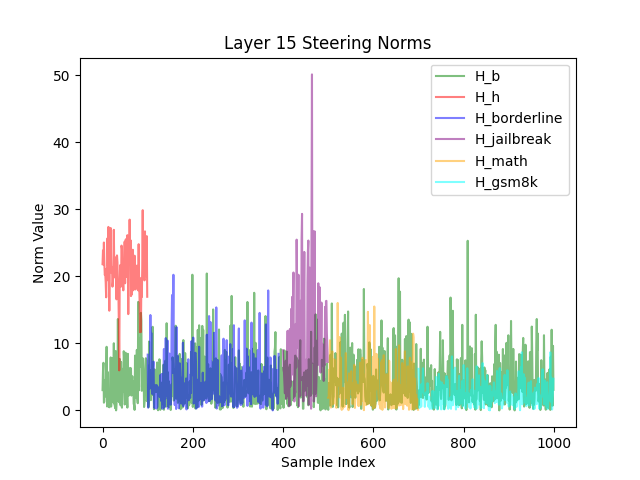 Layer 15 Steering Norms
Norm Value
50
40
30
20
10
0
H_b
H_h
H_borderline
H_jailbreak
H_math
H_gsm8k
0 200 400 600 800 1000
Sample Index